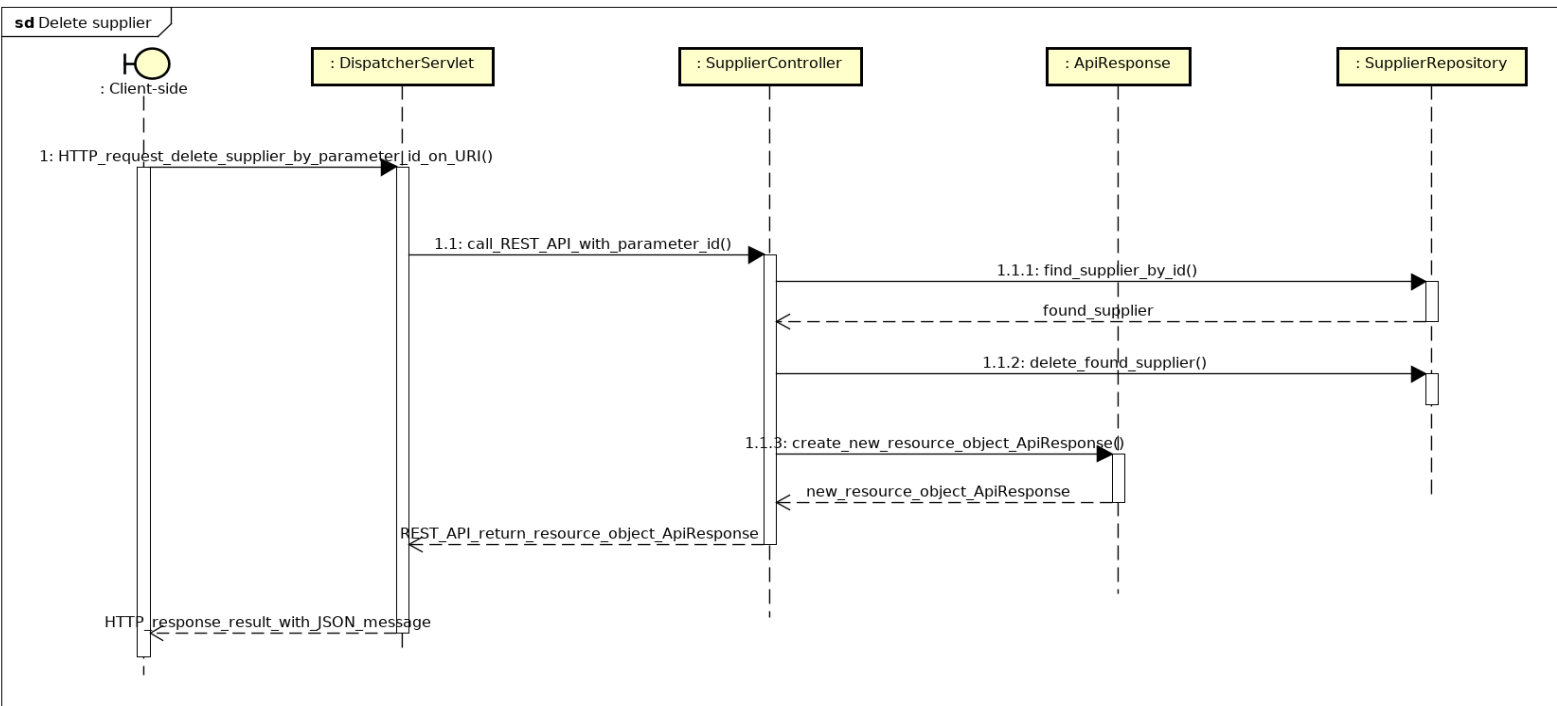 sd Delete supplier
: Client-side
: DispatcherServlet
: SupplierController
: ApiResponse
: SupplierRepository
1: HTTP_request_delete_supplier_by_parameter_id_on_URI()
1.1: call_REST_API_with_parameter_id()
1.1.1: find_supplier_by_id()
found_supplier
1.1.2: delete_found_supplier()
1.1.3: create_new_resource_object_ApiResponse()
new_resource_object_ApiResponse
REST_API_return_resource_object_ApiResponse
HTTP_response_result_with_JSON_message